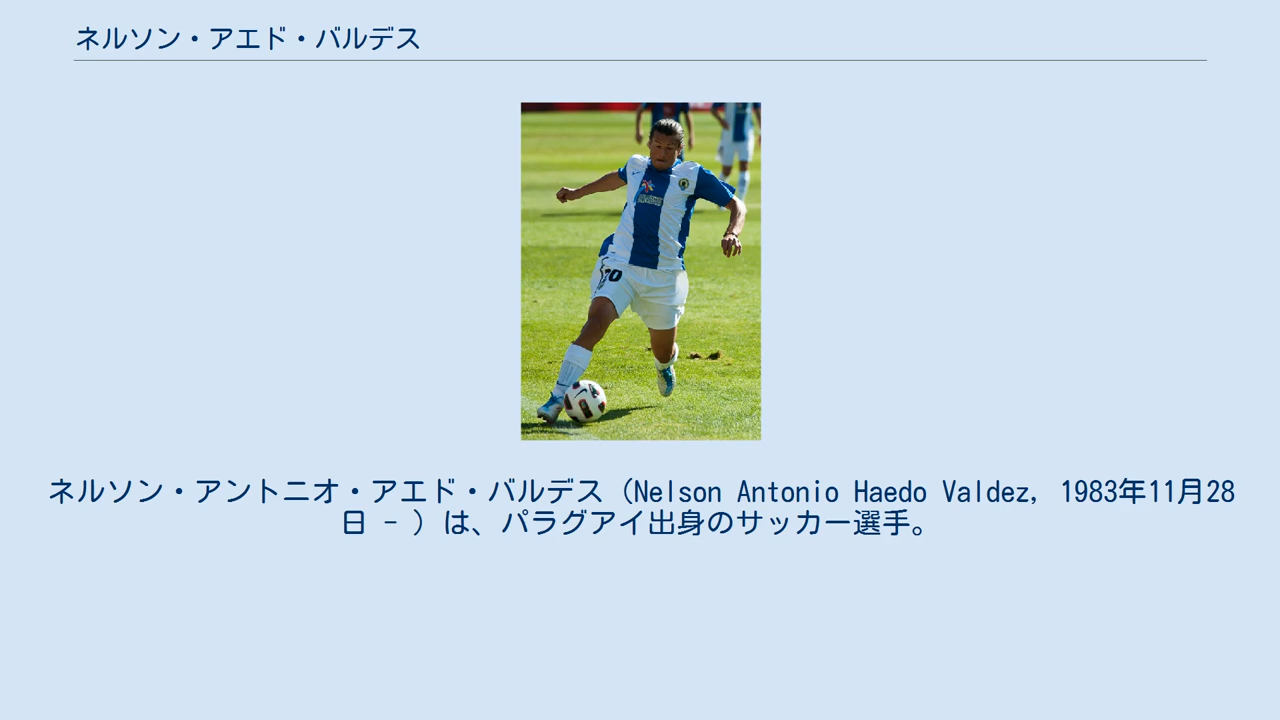 ネルソン・アエド・バルデス
20
ネルソン・アントニオ・アエド・バルデス（Nelson Antonio Haedo Valdez, 1983年11月28
日 - ）は、パラグアイ出身のサッカー選手。